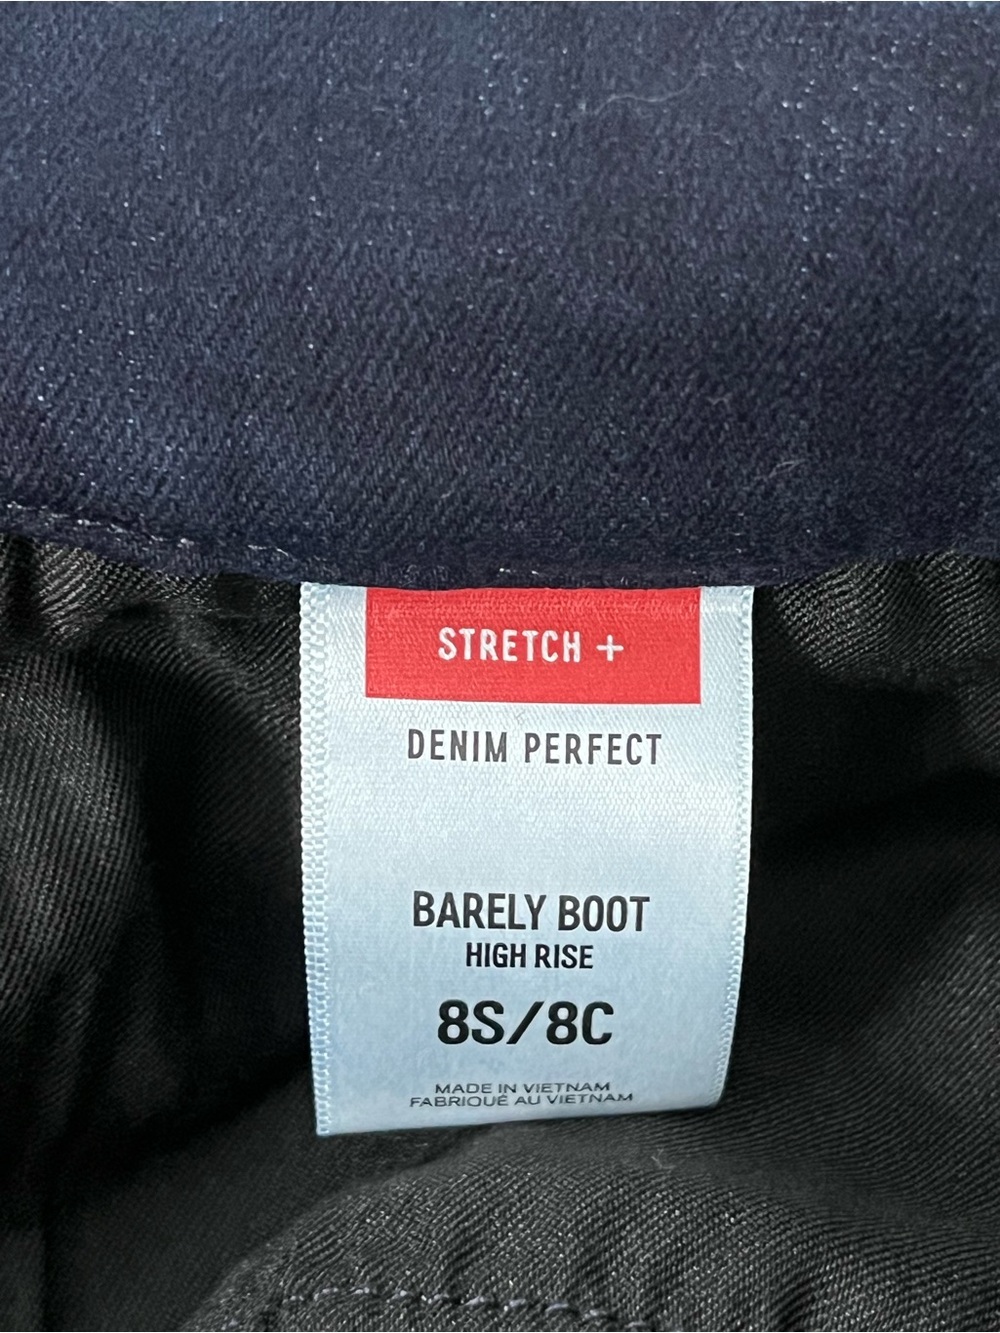 STRETCH +
DENIM PERFECT
BARELY BOOT
HIGH RISE
8S/8C
MADE IN VIETNAM
FABRIQUÉ AU VIETNAM